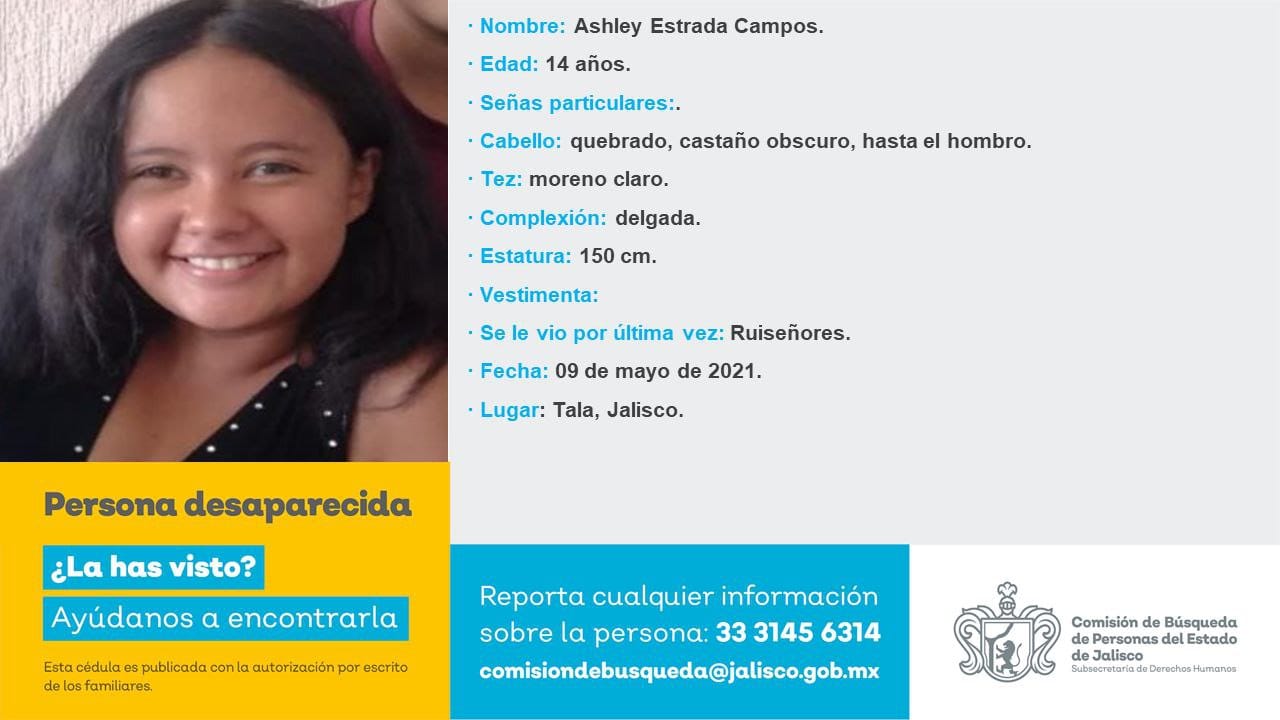 · Nombre: Ashley Estrada Campos.
· Edad: 14 años.
· Señas particulares:.
· Cabello: quebrado, castaño obscuro, hasta el hombro.
· Tez: moreno claro.
· Complexión: delgada.
· Estatura: 150 cm.
· Vestimenta:
· Se le vio por última vez: Ruiseñores.
· Fecha: 09 de mayo de 2021.
· Lugar: Tala, Jalisco.
Persona desaparecida
¿La has visto?
Ayúdanos a encontrarla
Esta cédula es publicada con la autorización por escrito
de los familiares.
Reporta cualquier información
sobre la persona: 33 3145 6314
comisiondebusqueda@jalisco.gob.mx
Comisión de Búsqueda
de Personas del Estado
de Jalisco
Subsecretaría de Derechos Humanos